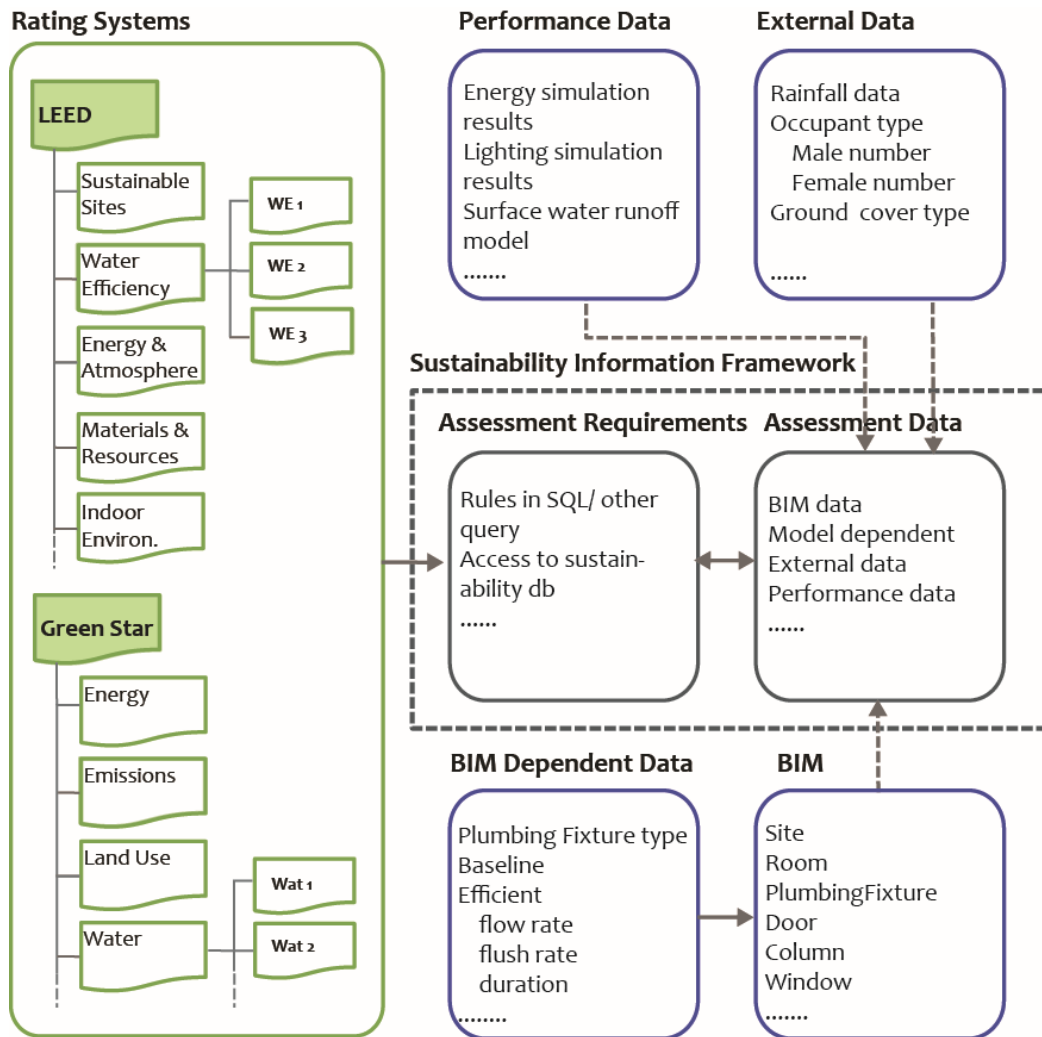 Rating Systems
LEED
Sustainable
Sites
Water
Efficiency
WE 1
WE 2
WE 3
Energy &
Atmosphere
Materials &
Resources
Indoor
Environ.
Green Star
Energy
Emissions
Land Use
Water
Wat 1
Wat 2
Performance Data
Energy simulation
results
Lighting simulation
results
Surface water runoff
model
.......
External Data
Rainfall data
Occupant type
Male number
Female number
Ground cover type
......
Sustainability Information Framework
Assessment Requirements
Rules in SQL/ other
query
Access to sustain-
ability db
......
Assessment Data
BIM data
Model dependent
External data
Performance data
......
BIM Dependent Data
Plumbing Fixture type
Baseline
Efficient
flow rate
flush rate
duration
........
BIM
Site
Room
PlumbingFixture
Door
Column
Window
.......